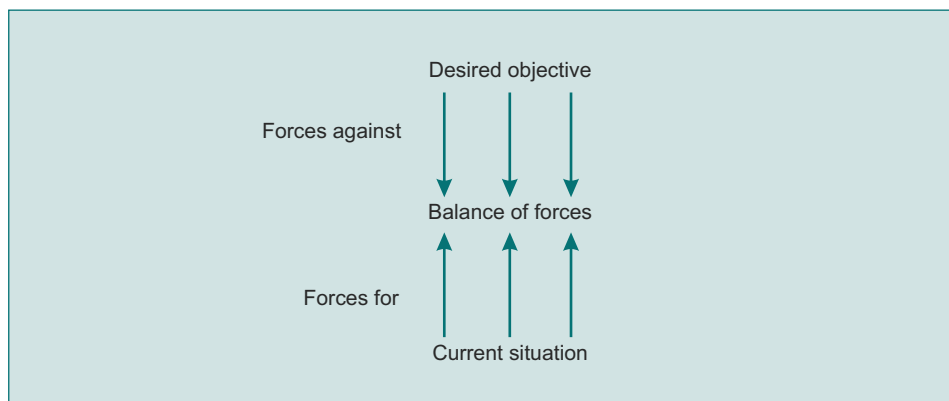 Desired objective
Forces against
Balance of forces
Forces for
Current situation